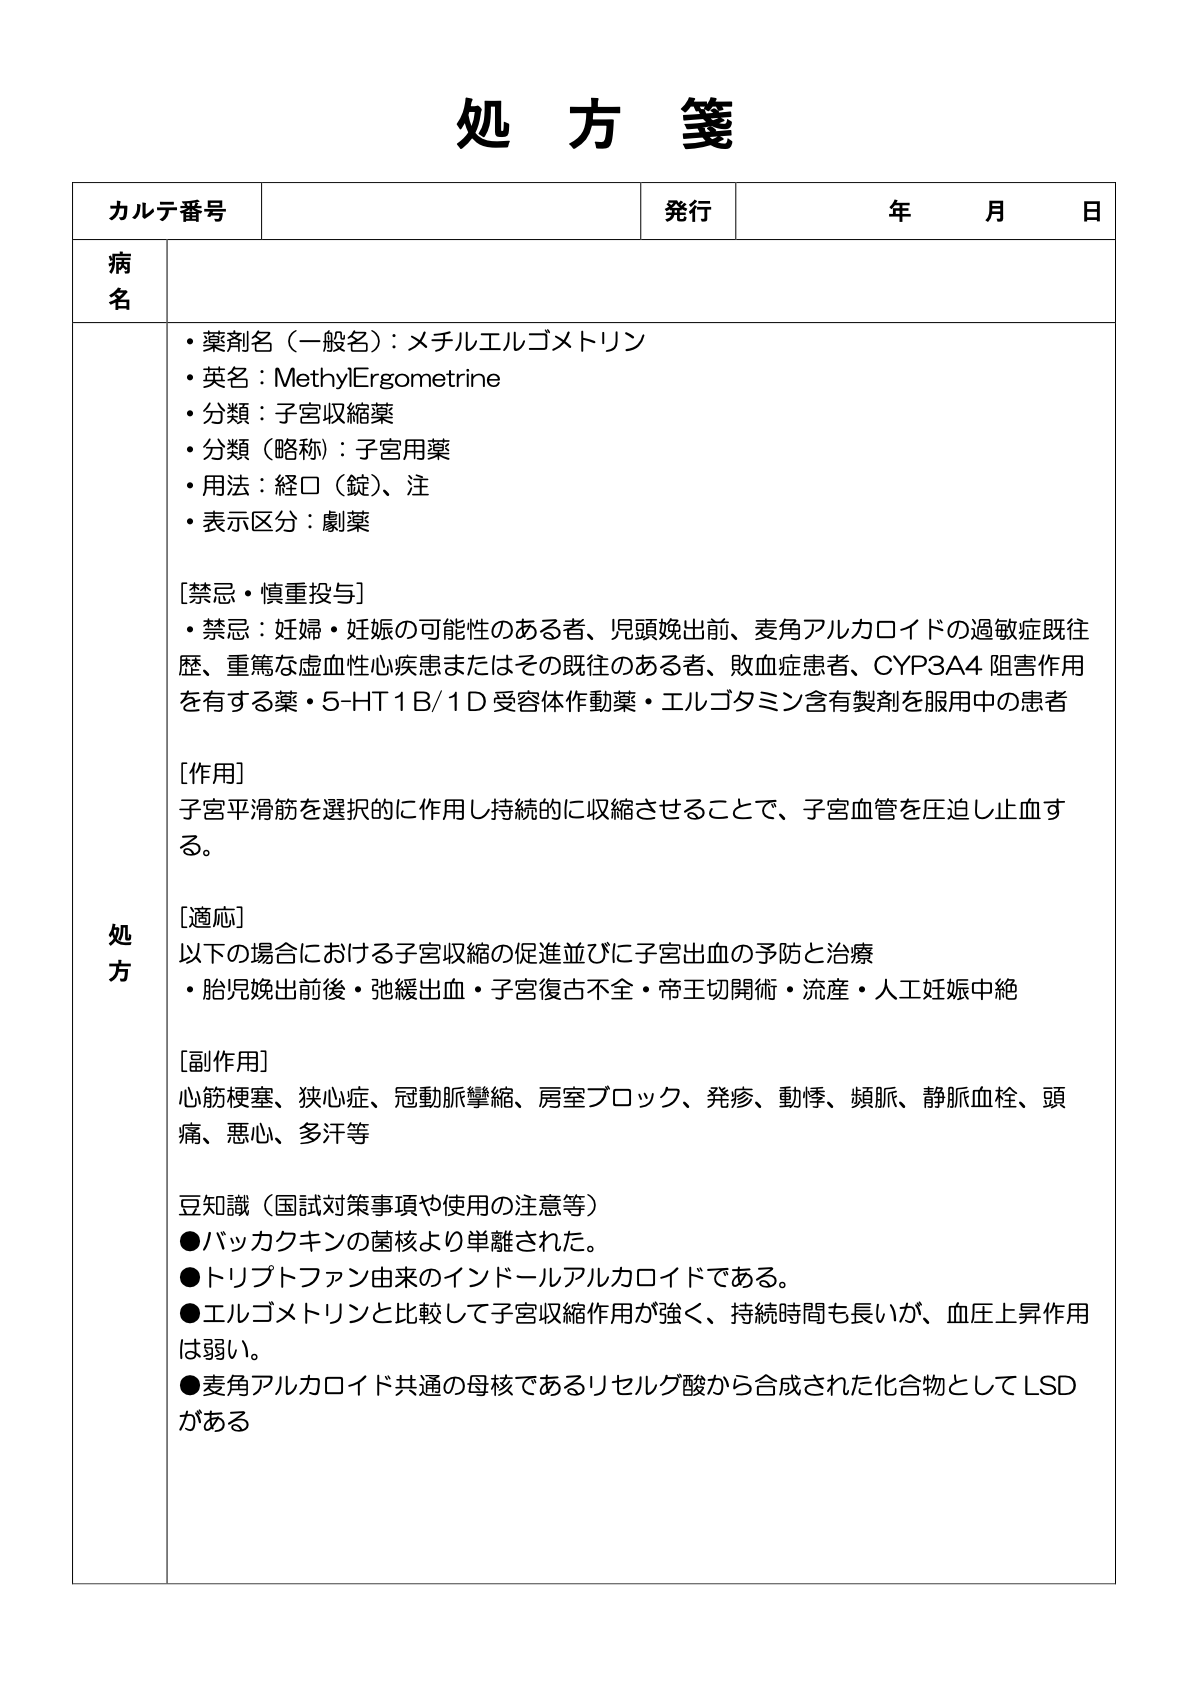 処　方　箋
カルテ番号　発行　年　月　日
病
名
・薬剤名（一般名）：メチルエルゴメトリン
・英名：MethylErgometrine
・分類：子宮収縮薬
・分類（略称）：子宮用薬
・用法：経口（錠）、注
・表示区分：劇薬
[禁忌・慎重投与]
・禁忌：妊婦・妊娠の可能性のある者、児頭娩出前、麦角アルカロイドの過敏症既往
歴、重篤な虚血性心疾患またはその既往のある者、敗血症患者、CYP3A4 阻害作用
を有する薬・5-HT１B/１D 受容体作動薬・エルゴタミン含有製剤を服用中の患者
[作用]
子宮平滑筋を選択的に作用し持続的に収縮させることで、子宮血管を圧迫し止血す
る。
[適応]
以下の場合における子宮収縮の促進並びに子宮出血の予防と治療
・胎児娩出前後・弛緩出血・子宮復古不全・帝王切開術・流産・人工妊娠中絶
処
方
[副作用]
心筋梗塞、狭心症、冠動脈攣縮、房室ブロック、発疹、動悸、頻脈、静脈血栓、頭
痛、悪心、多汗等
豆知識（国試対策事項や使用の注意等）
●バッカクキンの菌核より単離された。
●トリプトファン由来のインドールアルカロイドである。
●エルゴメトリンと比較して子宮収縮作用が強く、持続時間も長いが、血圧上昇作用
は弱い。
●麦角アルカロイド共通の母核であるリセルグ酸から合成された化合物として LSD
がある